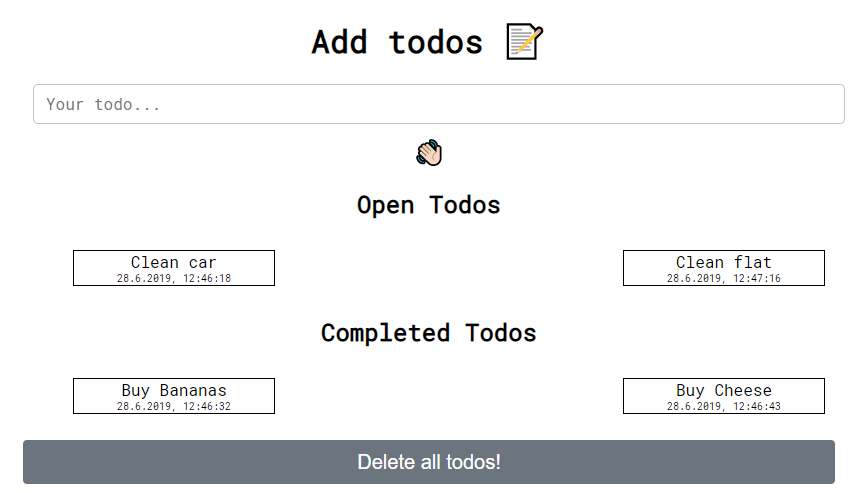 Add todos 📝
Your todo...
👋🏻
Open Todos
Clean car
28.6.2019, 12:46:18
Clean flat
28.6.2019, 12:47:16
Completed Todos
Buy Bananas
28.6.2019, 12:46:32
Buy Cheese
28.6.2019, 12:46:43
Delete all todos!